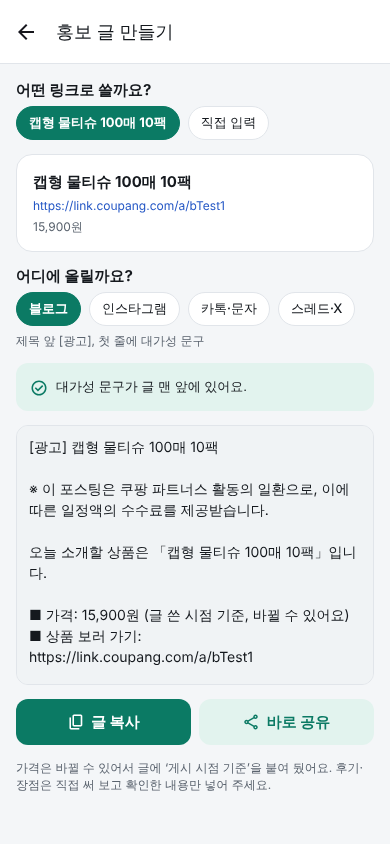 홍보 글 만들기
어떤 링크로 쓸까요?
캡형 물티슈 100매 10팩
직접 입력
캡형 물티슈 100매 10팩
https://link.coupang.com/a/bTest1
15,900원
어디에 올릴까요?
블로그
인스타그램
카톡·문자
스레드·X
제목 앞 [광고], 첫 줄에 대가성 문구
대가성 문구가 글 맨 앞에 있어요.
[광고] 캡형 물티슈 100매 10팩
※ 이 포스팅은 쿠팡 파트너스 활동의 일환으로, 이에
따른 일정액의 수수료를 제공받습니다.
오늘 소개할 상품은 「캡형 물티슈 100매 10팩」입니
다.
■ 가격: 15,900원 (글 쓴 시점 기준, 바뀔 수 있어요)
■ 상품 보러 가기:
https://link.coupang.com/a/bTest1
글 복사
바로 공유
가격은 바뀔 수 있어서 글에 ‘게시 시점 기준’을 붙여 뒀어요. 후기·
장점은 직접 써 보고 확인한 내용만 넣어 주세요.